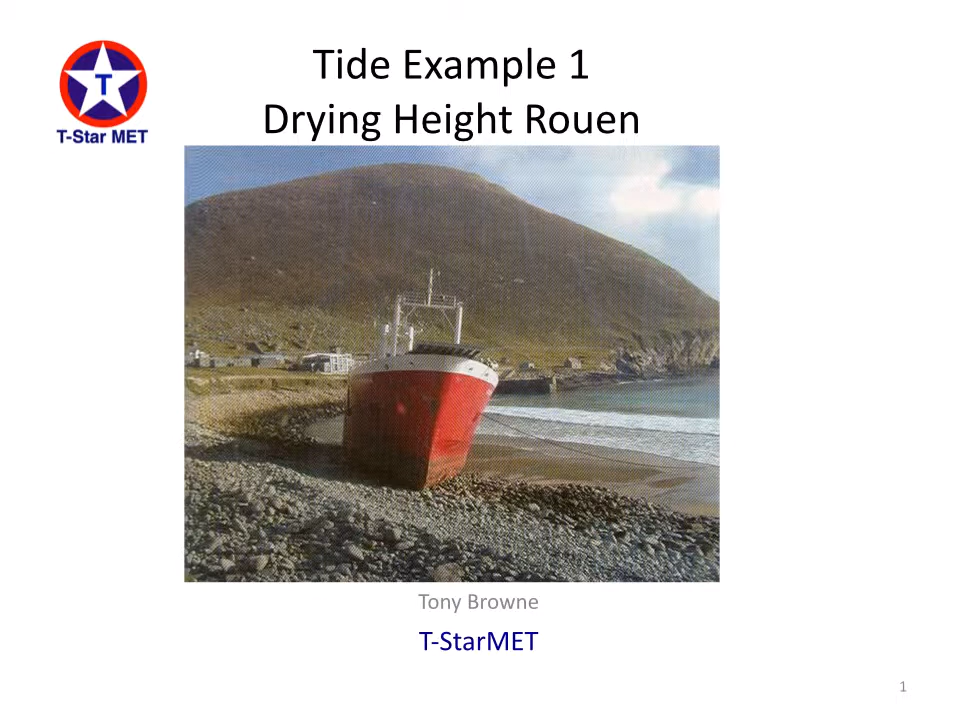 Tide Example 1
Drying Height Rouen
T
T-Star MET
Tony Browne
T-StarMET
1